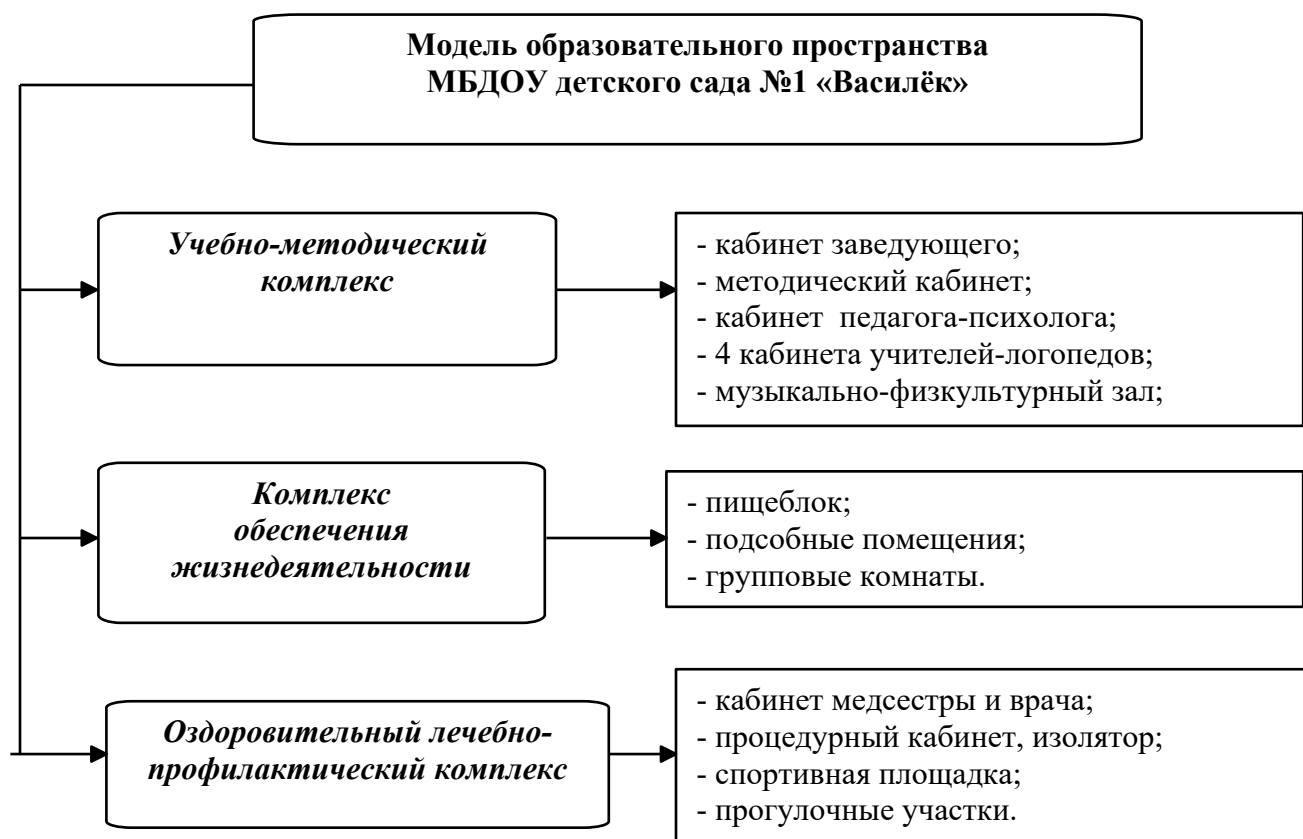 Модель образовательного пространства
МБДОУ детского сада №1 «Василёк»
Учебно-методический
комплекс
- кабинет заведующего;
- методический кабинет;
- кабинет педагога-психолога;
- 4 кабинета учителей-логопедов;
- музыкально-физкультурный зал;
Комплекс
обеспечения
жизнедеятельности
- пищеблок;
- подсобные помещения;
- групповые комнаты.
Оздоровительный лечебно-
профилактический комплекс
- кабинет медсестры и врача;
- процедурный кабинет, изолятор;
- спортивная площадка;
- прогулочные участки.